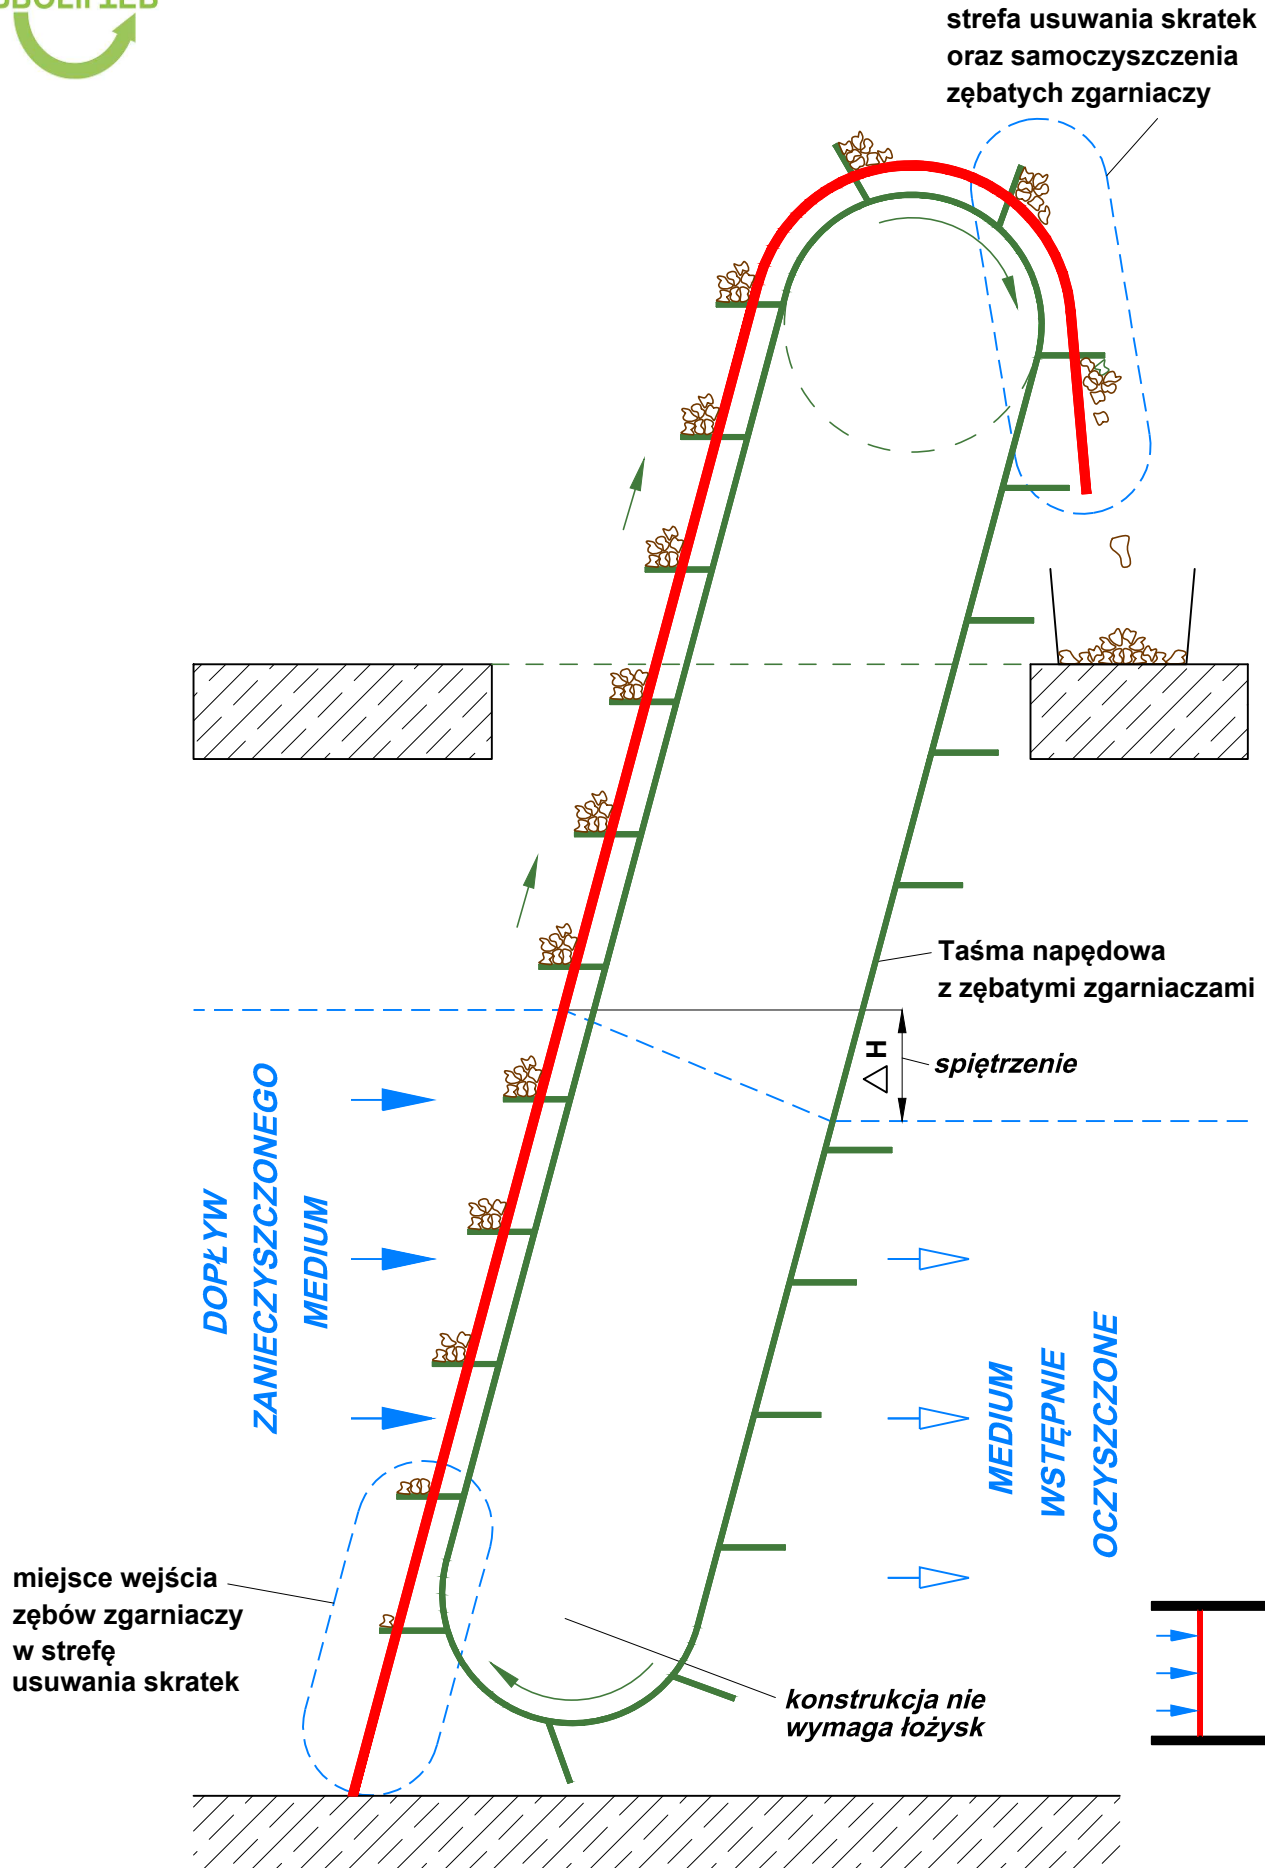 strefa usuwania skratek
oraz samoczyszczenia
zębatych zgarniaczy
Taśma napędowa
z zębatymi zgarniaczami
△ H
spiętrzenie
DOPŁYW
ZANIECZYSZCZONEGO
MEDIUM
MEDIUM
WSTĘPNIE
OCZYSZCZONE
miejsce wejścia
zębów zgarniaczy
w strefę
usuwania skratek
konstrukcja nie
wymaga łożysk